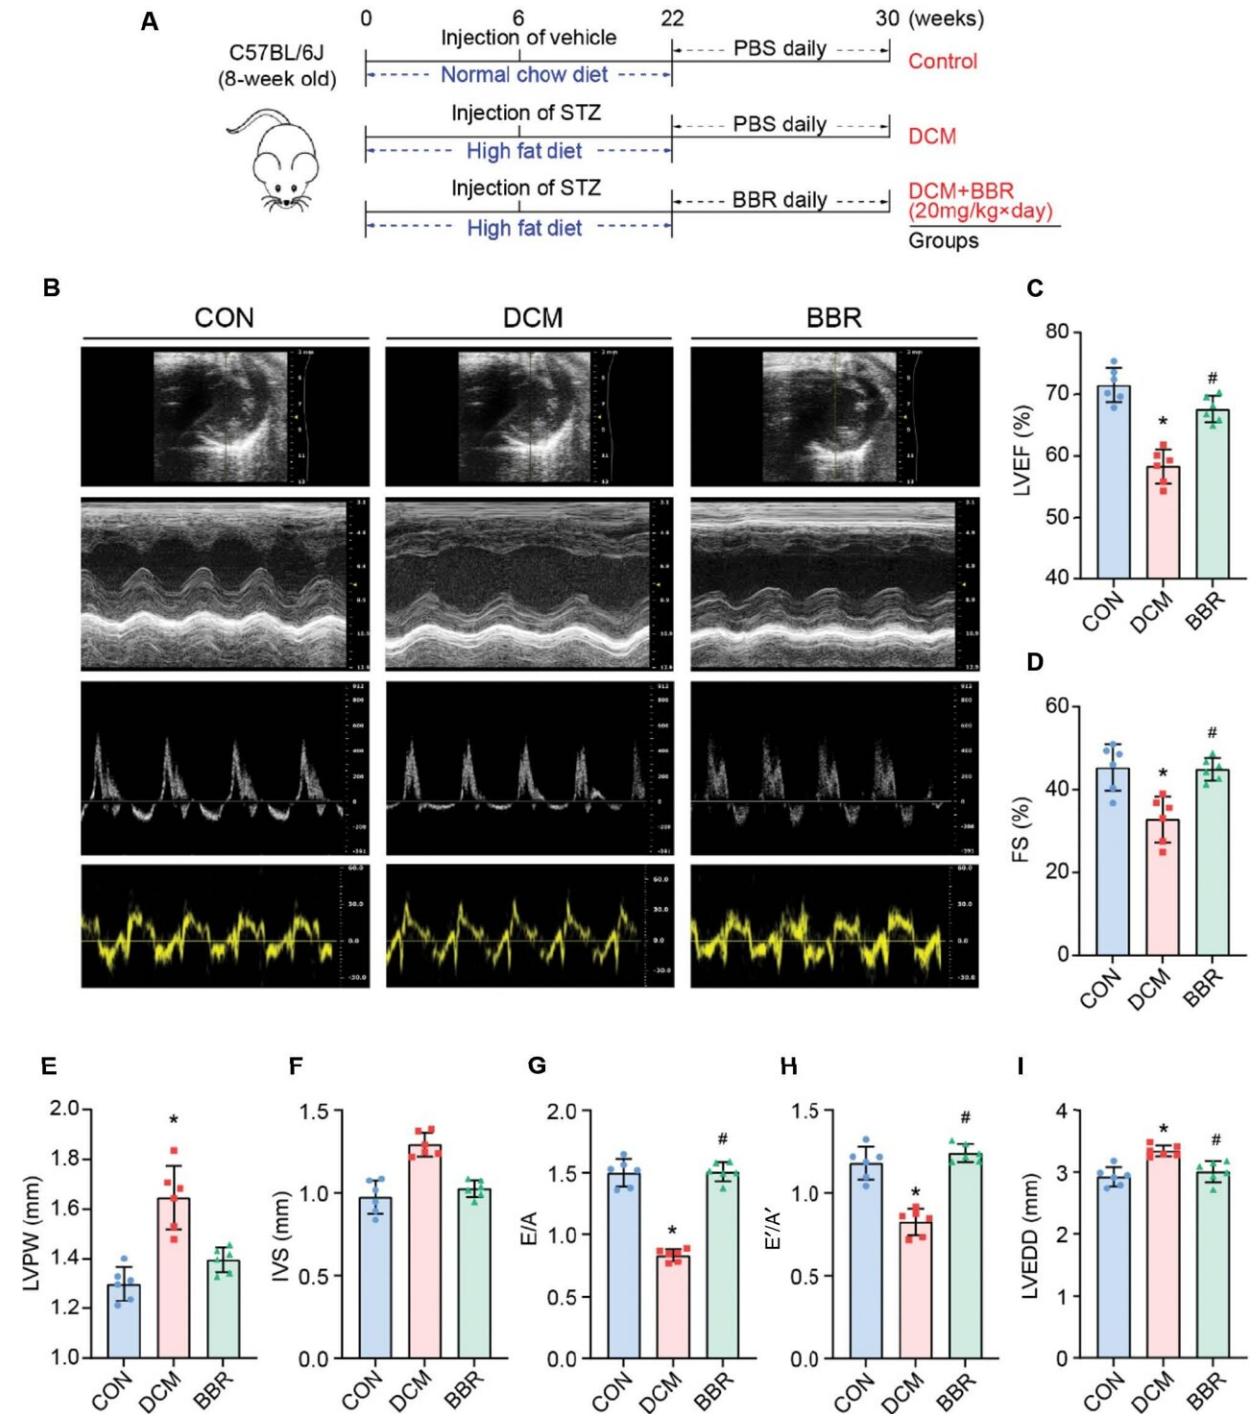 A
0 6 22 30 (weeks)
C57BL/6J
(8-week old)
Injection of vehicle
Normal chow diet
PBS daily
Control
Injection of STZ
High fat diet
PBS daily
DCM
Injection of STZ
High fat diet
BBR daily
DCM+BBR
(20mg/kg×day)
Groups
B
CON DCM BBR
C
80
70
60
50
40
LVEF (%)
*
#
CON DCM BBR
D
60
40
20
0
FS (%)
*
#
CON DCM BBR
E
2.0
1.8
1.6
1.4
1.2
1.0
LVPW (mm)
*
CON DCM BBR
F
1.5
1.0
0.5
0.0
IVS (mm)
CON DCM BBR
G
2.0
1.5
1.0
0.5
0.0
E/A
*
#
CON DCM BBR
H
1.5
1.0
0.5
0.0
E′/A′
*
#
CON DCM BBR
I
4
3
2
1
0
LVEDD (mm)
*
#
CON DCM BBR